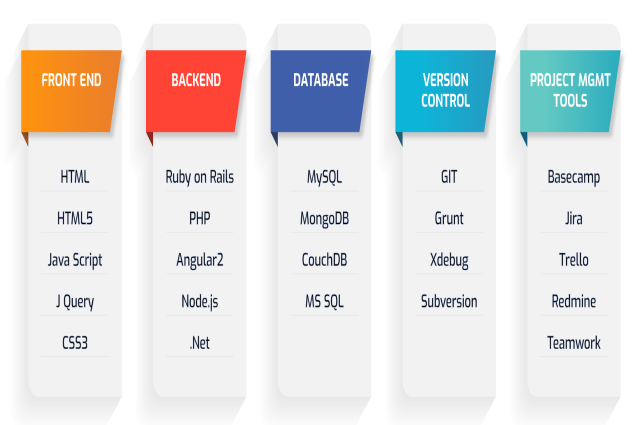 FRONT END
HTML
HTML5
Java Script
J Query
CSS3
BACKEND
Ruby on Rails
PHP
Angular2
Node.js
.Net
DATABASE
MySQL
MongoDB
CouchDB
MS SQL
VERSION
CONTROL
GIT
Grunt
Xdebug
Subversion
PROJECT MGMT
TOOLS
Basecamp
Jira
Trello
Redmine
Teamwork